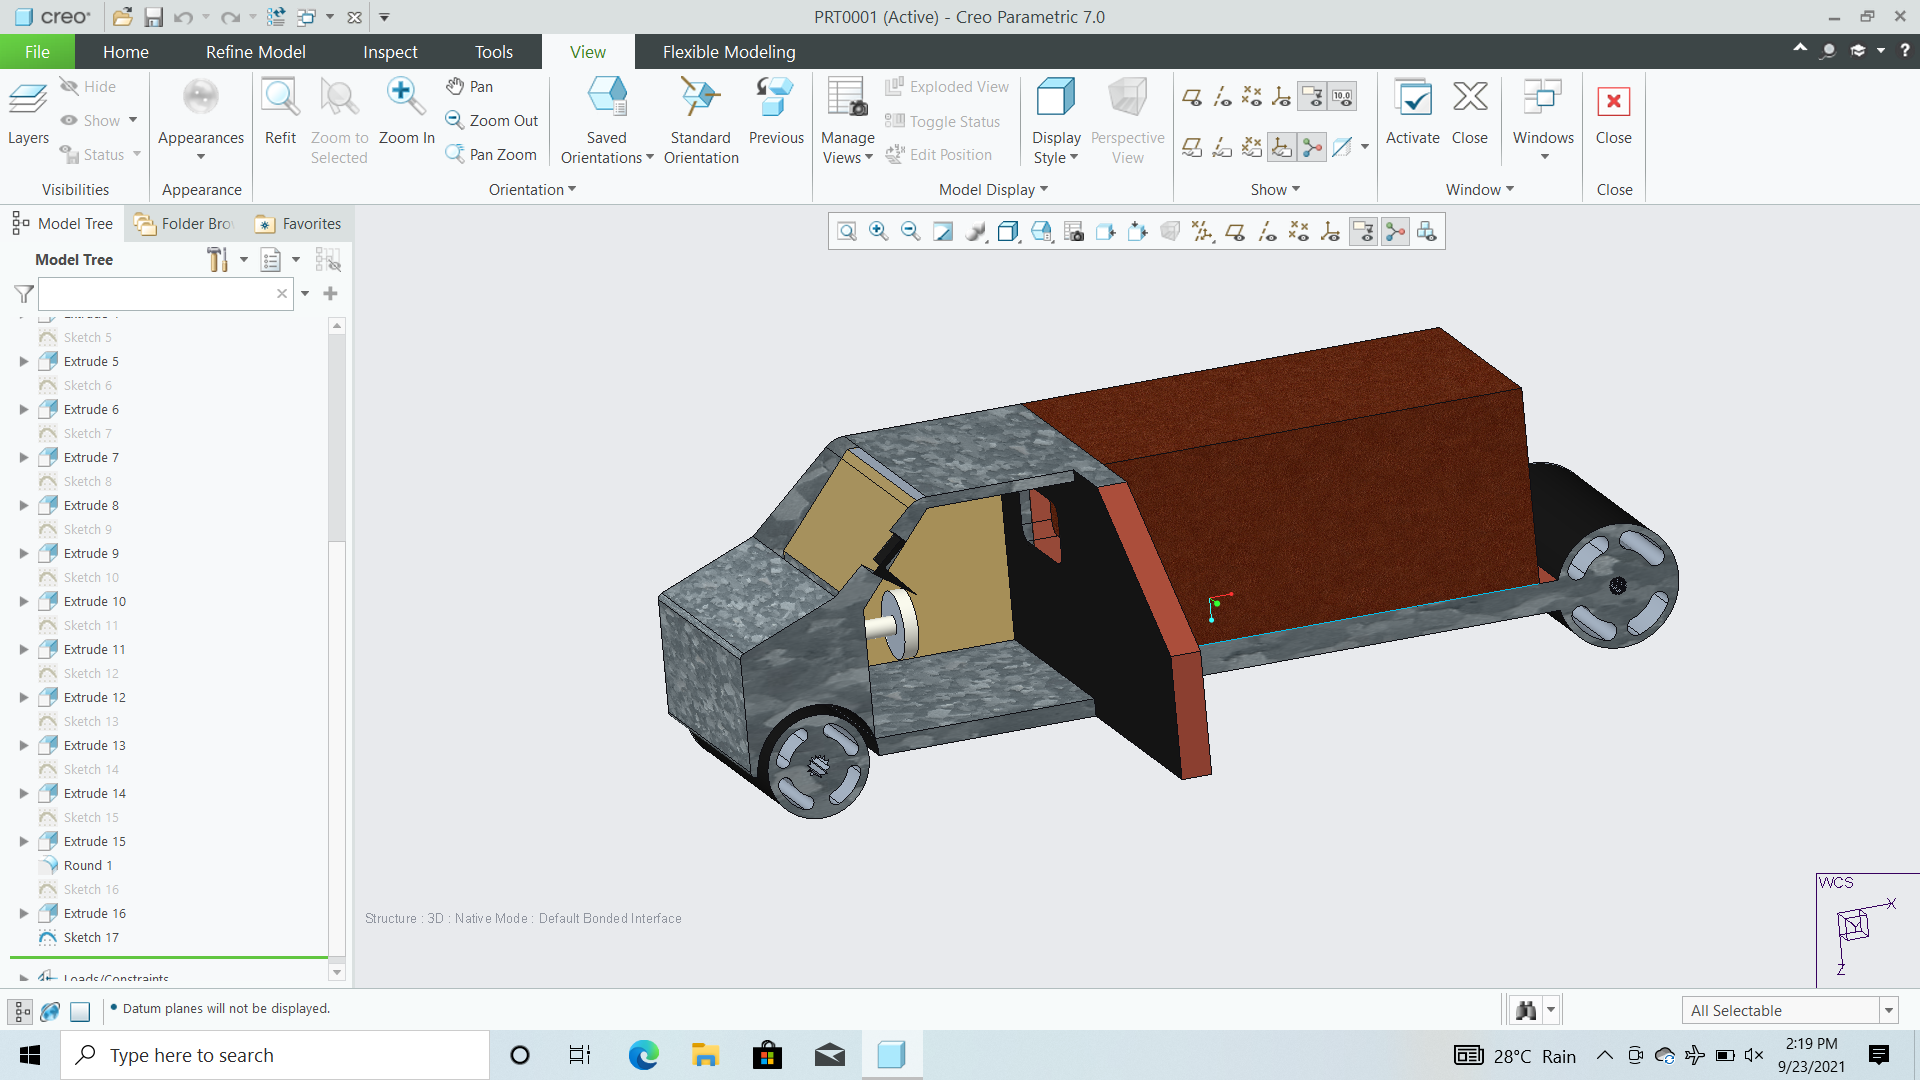 creo
PRT0001 (Active) - Creo Parametric 7.0
File Home Refine Model Inspect Tools View Flexible Modeling
Layers
Hide
Show
Status
Appearances
Refit
Zoom to Selected
Zoom In
Pan
Zoom Out
Pan Zoom
Saved Orientations
Standard Orientation
Previous
Manage Views
Exploded View
Toggle Status
Edit Position
Display Style
Perspective View
10.0
Activate
Close
Windows
Close
Visibilities Appearance Orientation Model Display Show Window Close
Model Tree Folder Bro Favorites
Model Tree
Sketch 5
Extrude 5
Sketch 6
Extrude 6
Sketch 7
Extrude 7
Sketch 8
Extrude 8
Sketch 9
Extrude 9
Sketch 10
Extrude 10
Sketch 11
Extrude 11
Sketch 12
Extrude 12
Sketch 13
Extrude 13
Sketch 14
Extrude 14
Sketch 15
Extrude 15
Round 1
Sketch 16
Extrude 16
Sketch 17
Loads/Constraints
Structure : 3D : Native Mode : Default Bonded Interface
WCS
X
Y
Z
• Datum planes will not be displayed.
All Selectable
Type here to search
28°C Rain
2:19 PM
9/23/2021